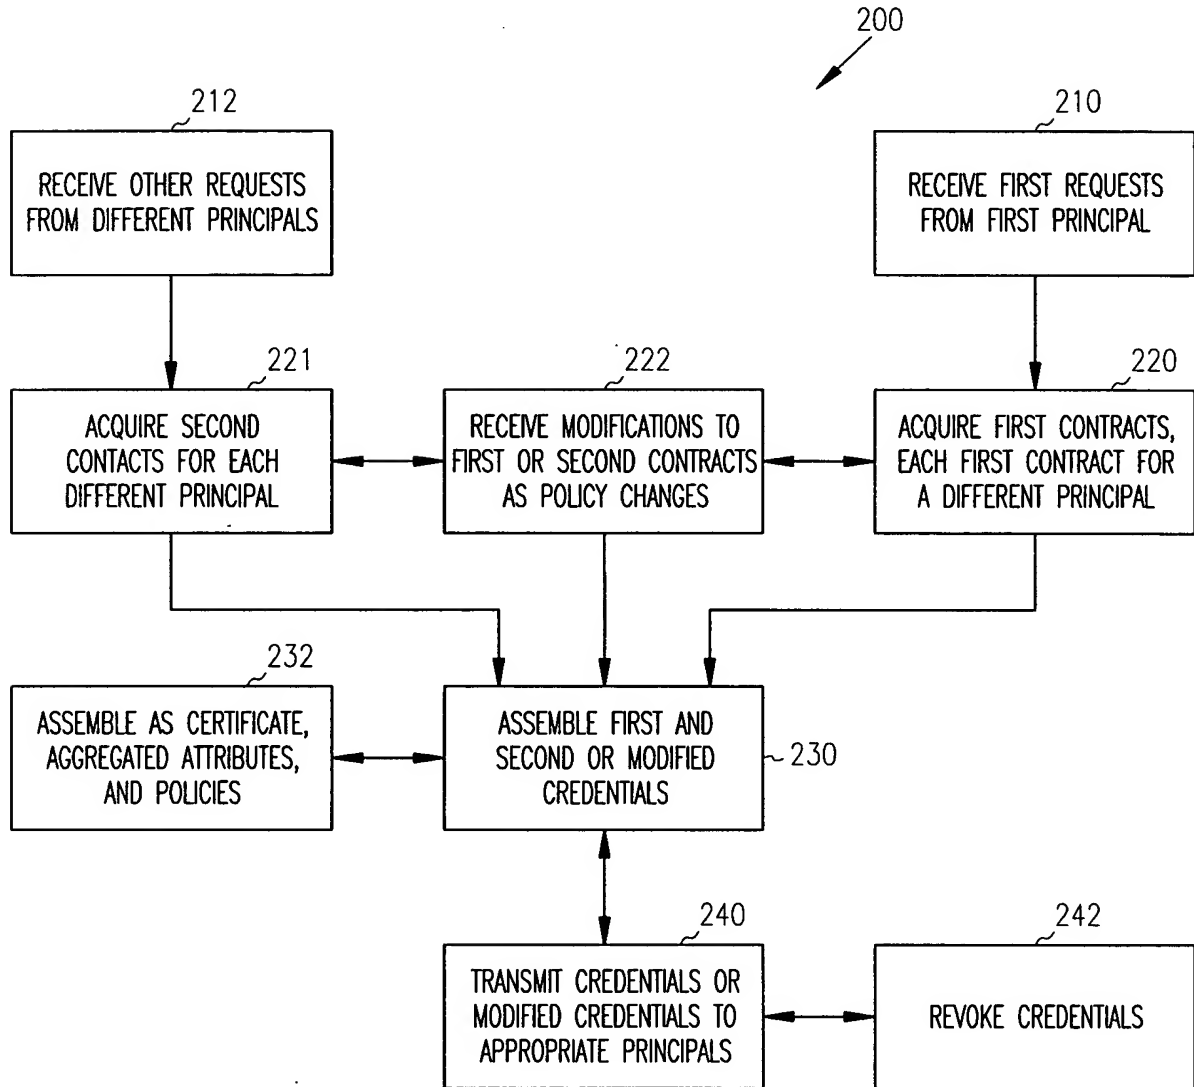 200
212
210
RECEIVE OTHER REQUESTS
FROM DIFFERENT PRINCIPALS
RECEIVE FIRST REQUESTS
FROM FIRST PRINCIPAL
221
222
220
ACQUIRE SECOND
CONTACTS FOR EACH
DIFFERENT PRINCIPAL
RECEIVE MODIFICATIONS TO
FIRST OR SECOND CONTRACTS
AS POLICY CHANGES
ACQUIRE FIRST CONTRACTS,
EACH FIRST CONTRACT FOR
A DIFFERENT PRINCIPAL
232
ASSEMBLE AS CERTIFICATE,
AGGREGATED ATTRIBUTES,
AND POLICIES
ASSEMBLE FIRST AND
SECOND OR MODIFIED
CREDENTIALS
230
240
242
TRANSMIT CREDENTIALS OR
MODIFIED CREDENTIALS TO
APPROPRIATE PRINCIPALS
REVOKE CREDENTIALS